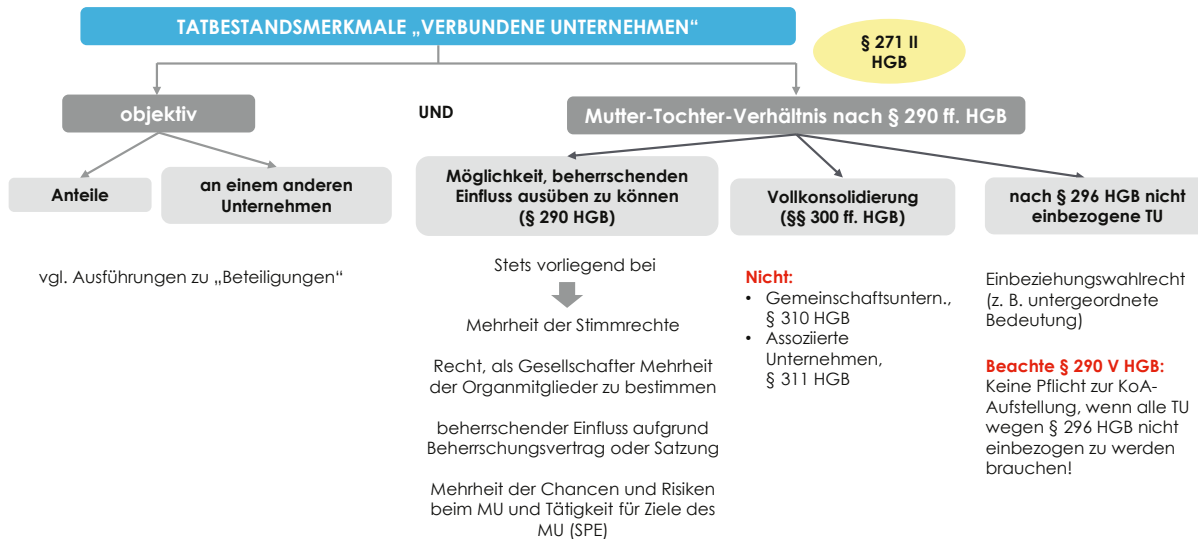 TATBESTANDSMERKMALE „VERBUNDENE UNTERNEHMEN“
§ 271 II
HGB
objektiv
UND
Mutter-Tochter-Verhältnis nach § 290 ff. HGB
Anteile
an einem anderen
Unternehmen
Möglichkeit, beherrschenden
Einfluss ausüben zu können
(§ 290 HGB)
Vollkonsolidierung
(§§ 300 ff. HGB)
nach § 296 HGB nicht
einbezogene TU
vgl. Ausführungen zu „Beteiligungen“
Stets vorliegend bei
Mehrheit der Stimmrechte
Recht, als Gesellschafter Mehrheit
der Organmitglieder zu bestimmen
beherrschender Einfluss aufgrund
Beherrschungsvertrag oder Satzung
Mehrheit der Chancen und Risiken
beim MU und Tätigkeit für Ziele des
MU (SPE)
Nicht:
• Gemeinschaftsuntern.,
§ 310 HGB
• Assoziierte
Unternehmen,
§ 311 HGB
Einbeziehungswahlrecht
(z. B. untergeordnete
Bedeutung)
Beachte § 290 V HGB:
Keine Pflicht zur KoA-
Aufstellung, wenn alle TU
wegen § 296 HGB nicht
einbezogen zu werden
brauchen!